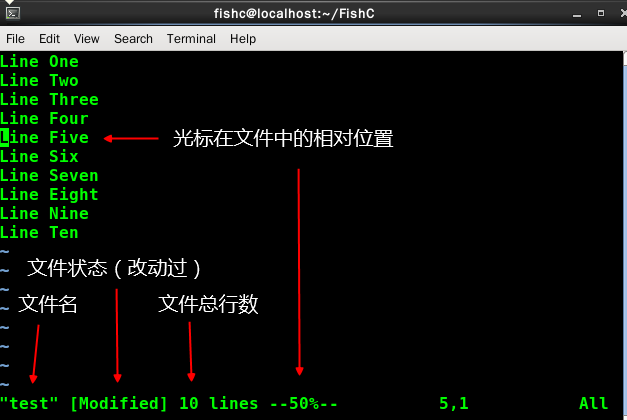 fishc@localhost:~/FishC
File Edit View Search Terminal Help
Line One
Line Two
Line Three
Line Four
Line Five 光标在文件中的相对位置
Line Six
Line Seven
Line Eight
Line Nine
Line Ten
~
~ 文件状态（改动过）
~
~ 文件名 文件总行数
~
~
~
~
"test" [Modified] 10 lines --50%-- 5,1 All